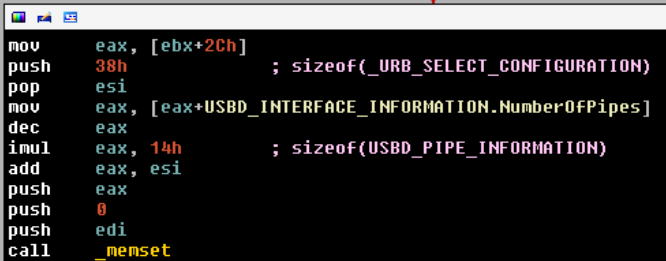 mov eax, [ebx+2Ch]
push 38h ; sizeof(_URB_SELECT_CONFIGURATION)
pop esi
mov eax, [eax+USBD_INTERFACE_INFORMATION.NumberOfPipes]
dec eax
imul eax, 14h ; sizeof(USBD_PIPE_INFORMATION)
add eax, esi
push eax
push 0
push edi
call _memset